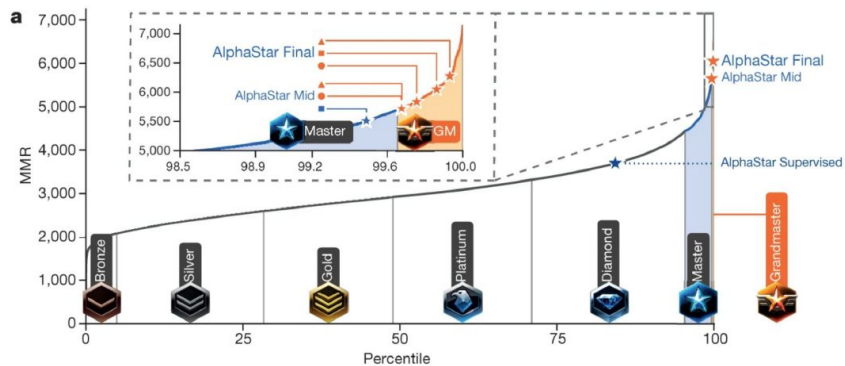 a
7,000
6,000
5,000
4,000
3,000
2,000
1,000
0
MMR
7,000
6,500
6,000
5,500
5,000
AlphaStar Final
AlphaStar Mid
Master
GM
98.5
98.9
99.2
99.6
100.0
AlphaStar Final
AlphaStar Mid
AlphaStar Supervised
Bronze
Silver
Gold
Platinum
Diamond
Master
Grandmaster
0
25
50
75
100
Percentile